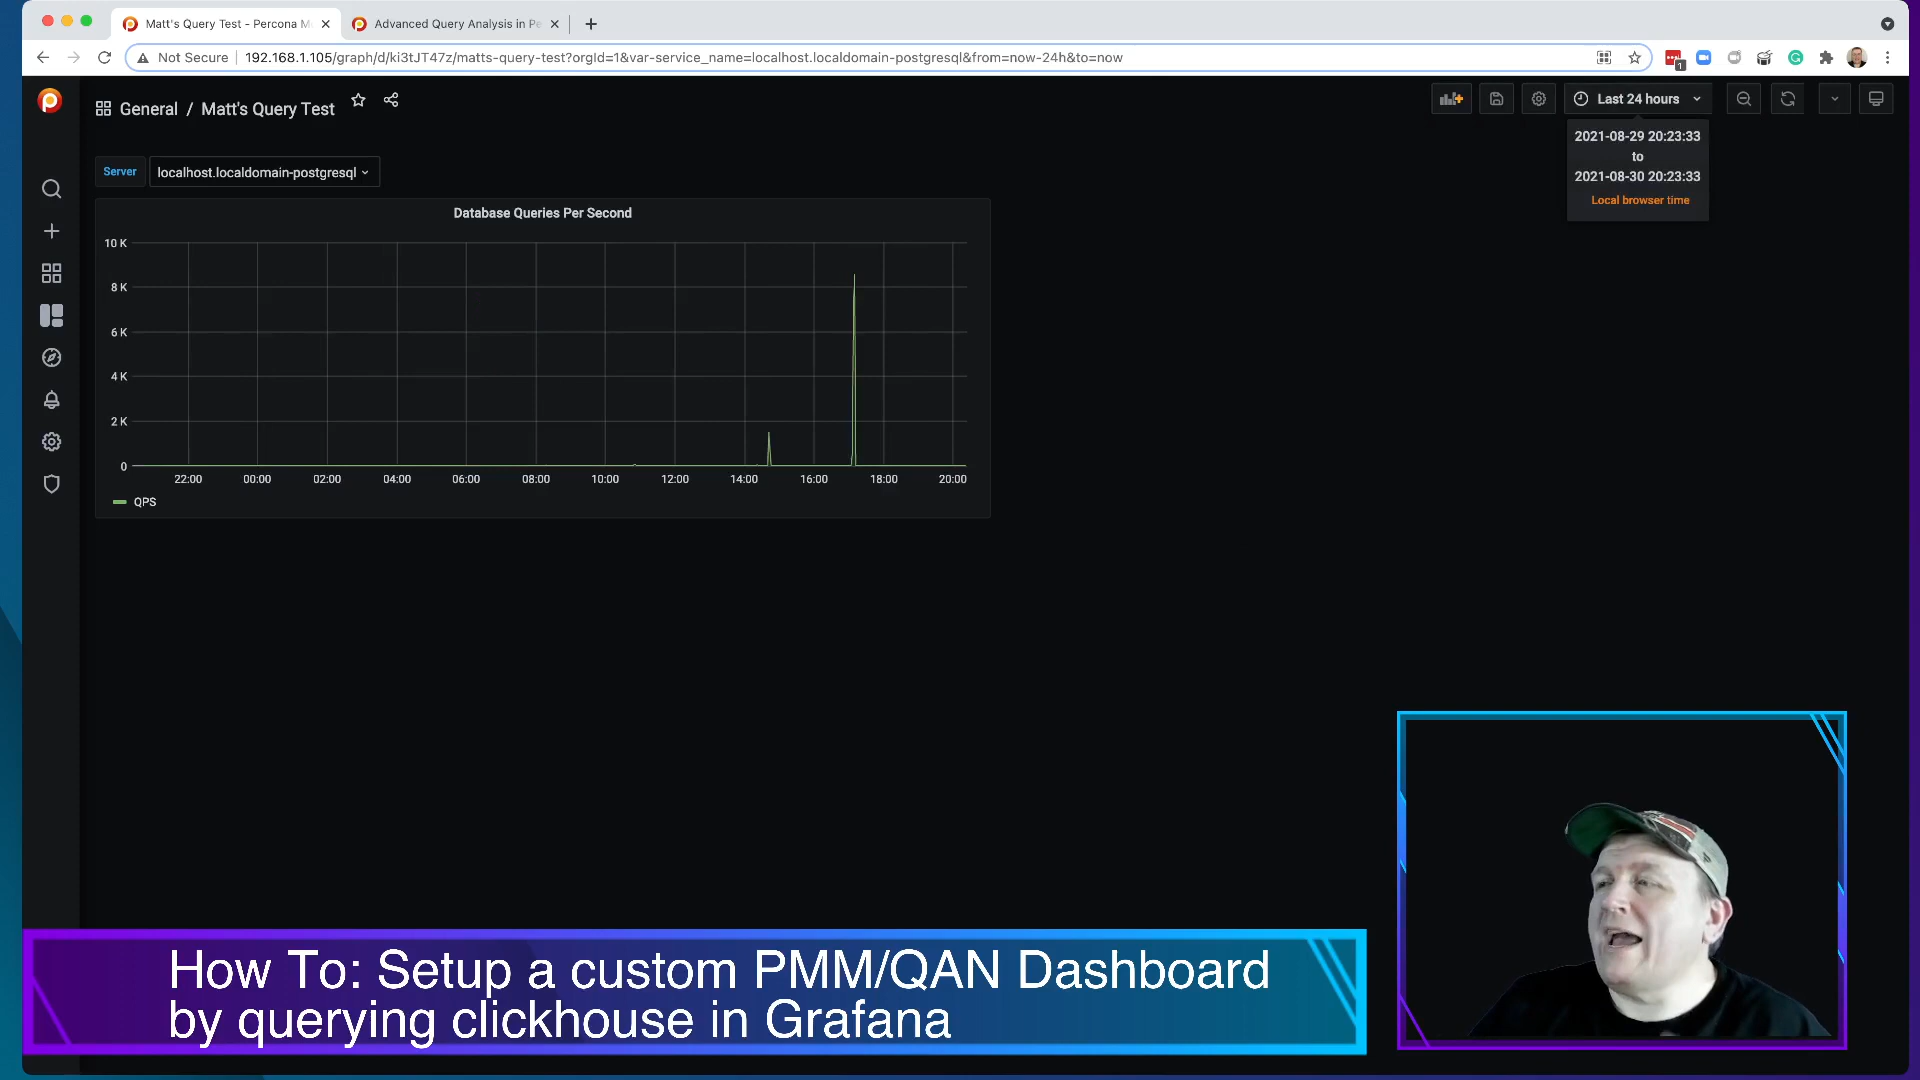 Matt's Query Test - Percona M
Advanced Query Analysis in Pe
Not Secure
192.168.1.105/graph/d/ki3tJT47z/matts-query-test?orgId=1&var-service_name=localhost.localdomain-postgresql&from=now-24h&to=now
1
General / Matt's Query Test
Last 24 hours
2021-08-29 20:23:33
to
2021-08-30 20:23:33
Local browser time
Server
localhost.localdomain-postgresql
Database Queries Per Second
10 K
8 K
6 K
4 K
2 K
0
22:00 00:00 02:00 04:00 06:00 08:00 10:00 12:00 14:00 16:00 18:00 20:00
QPS
How To: Setup a custom PMM/QAN Dashboard
by querying clickhouse in Grafana